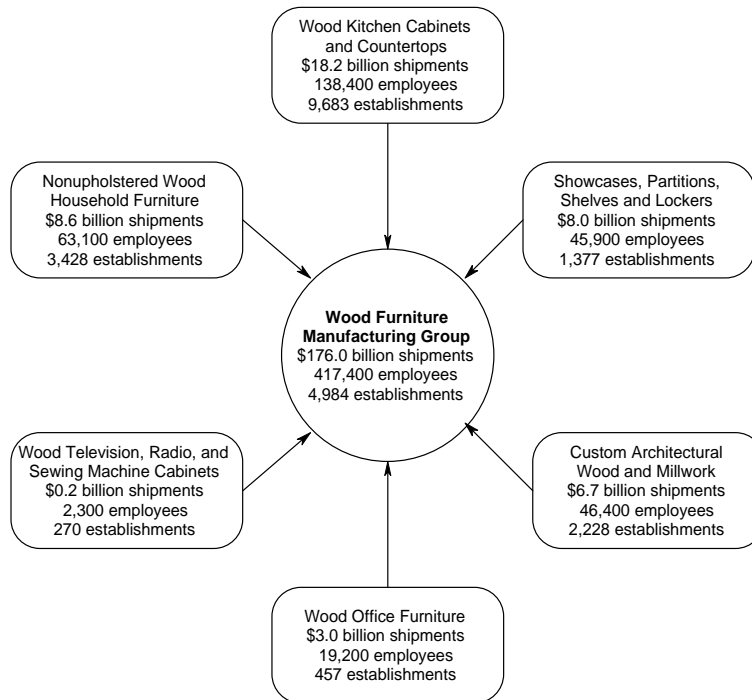 Wood Kitchen Cabinets
and Countertops
$18.2 billion shipments
138,400 employees
9,683 establishments
Nonupholstered Wood
Household Furniture
$8.6 billion shipments
63,100 employees
3,428 establishments
Showcases, Partitions,
Shelves and Lockers
$8.0 billion shipments
45,900 employees
1,377 establishments
Wood Furniture
Manufacturing Group
$176.0 billion shipments
417,400 employees
4,984 establishments
Wood Television, Radio, and
Sewing Machine Cabinets
$0.2 billion shipments
2,300 employees
270 establishments
Custom Architectural
Wood and Millwork
$6.7 billion shipments
46,400 employees
2,228 establishments
Wood Office Furniture
$3.0 billion shipments
19,200 employees
457 establishments